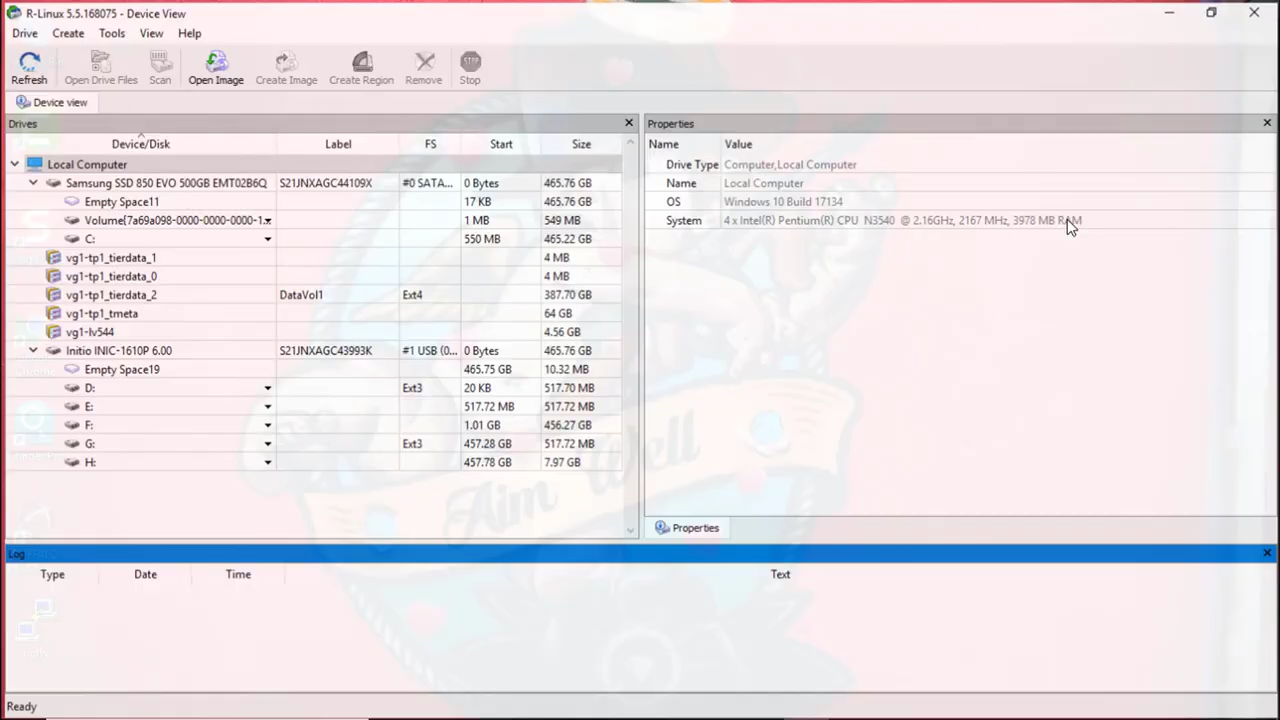 R-Linux 5.5.168075 - Device View
Drive Create Tools View Help
Refresh Open Drive Files Scan Open Image Create Image Create Region Remove Stop
Device view
Drives
Device/Disk Label FS Start Size
Local Computer
Samsung SSD 850 EVO 500GB EMT02B6Q S21JNXAGC44109X #0 SATA... 0 Bytes 465.76 GB
Empty Space11 17 KB 465.76 GB
Volume{7a69a098-0000-0000-0000-1... 1 MB 549 MB
C: 550 MB 465.22 GB
vg1-tp1_tierdata_1 4 MB
vg1-tp1_tierdata_0 4 MB
vg1-tp1_tierdata_2 DataVol1 Ext4 387.70 GB
vg1-tp1_tmeta 64 GB
vg1-lv544 4.56 GB
Initio INIC-1610P 6.00 S21JNXAGC43993K #1 USB (0... 0 Bytes 465.76 GB
Empty Space19 465.75 GB 10.32 MB
D: Ext3 20 KB 517.70 MB
E: 517.72 MB 517.72 MB
F: 1.01 GB 456.27 GB
G: Ext3 457.28 GB 517.72 MB
H: 457.78 GB 7.97 GB
Properties
Name Value
Drive Type Computer,Local Computer
Name Local Computer
OS Windows 10 Build 17134
System 4 x Intel(R) Pentium(R) CPU N3540 @ 2.16GHz, 2167 MHz, 3978 MB RAM
Properties
Aim Well
Log
Type Date Time Text
Ready